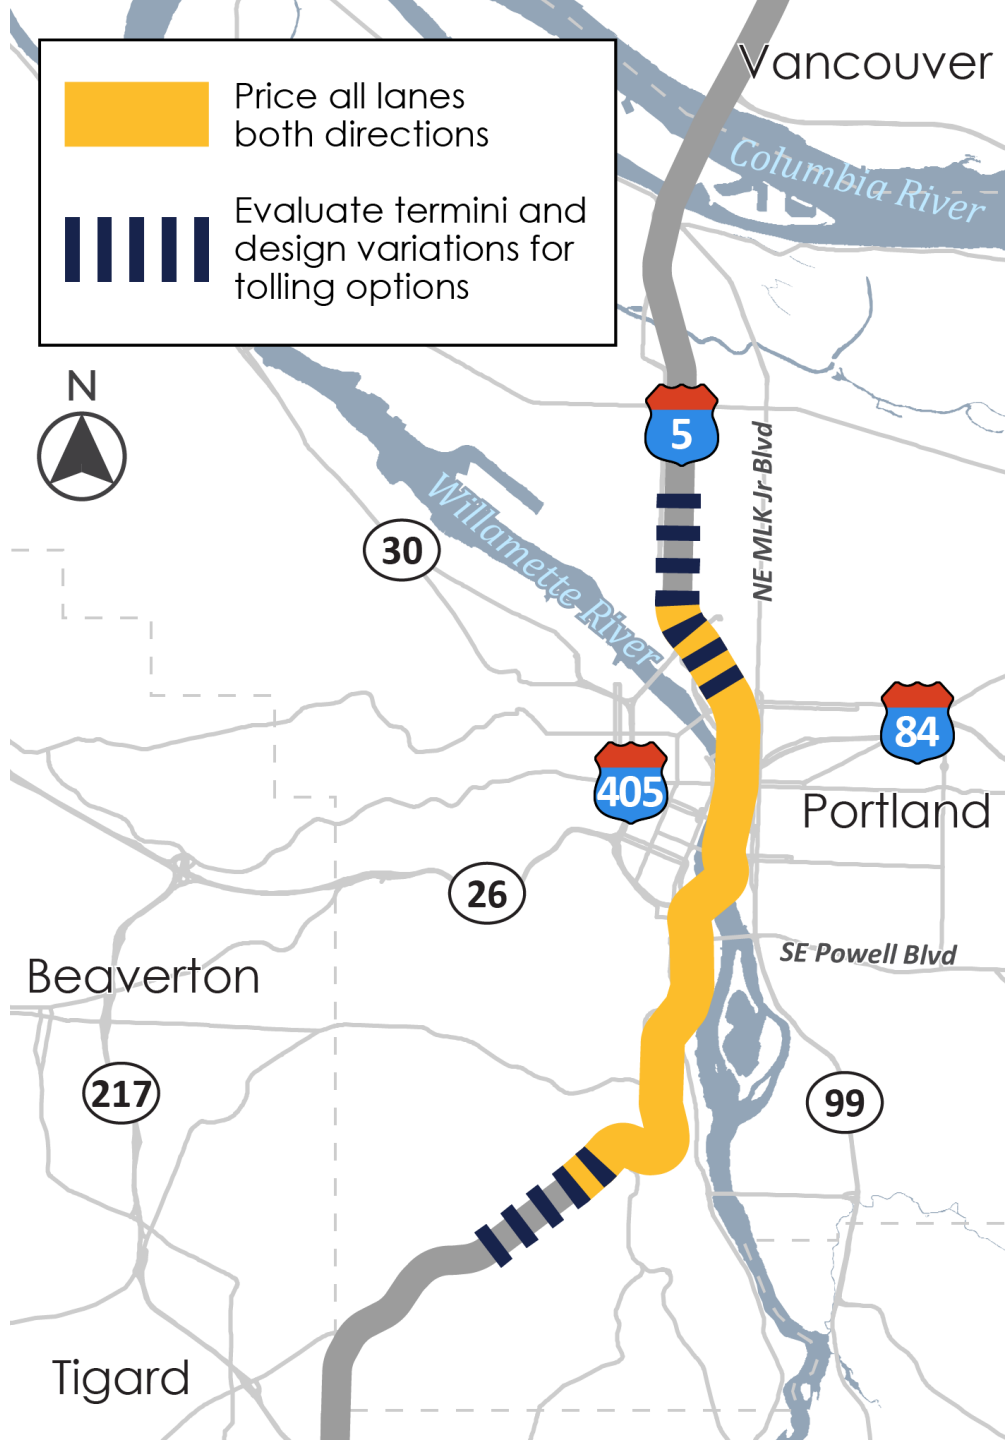 Vancouver
Price all lanes
both directions
Columbia River
Evaluate termini and
design variations for
tolling options
N
5
NE MLK Jr Blvd
Willamette River
30
84
405
Portland
26
SE Powell Blvd
Beaverton
217
99
Tigard